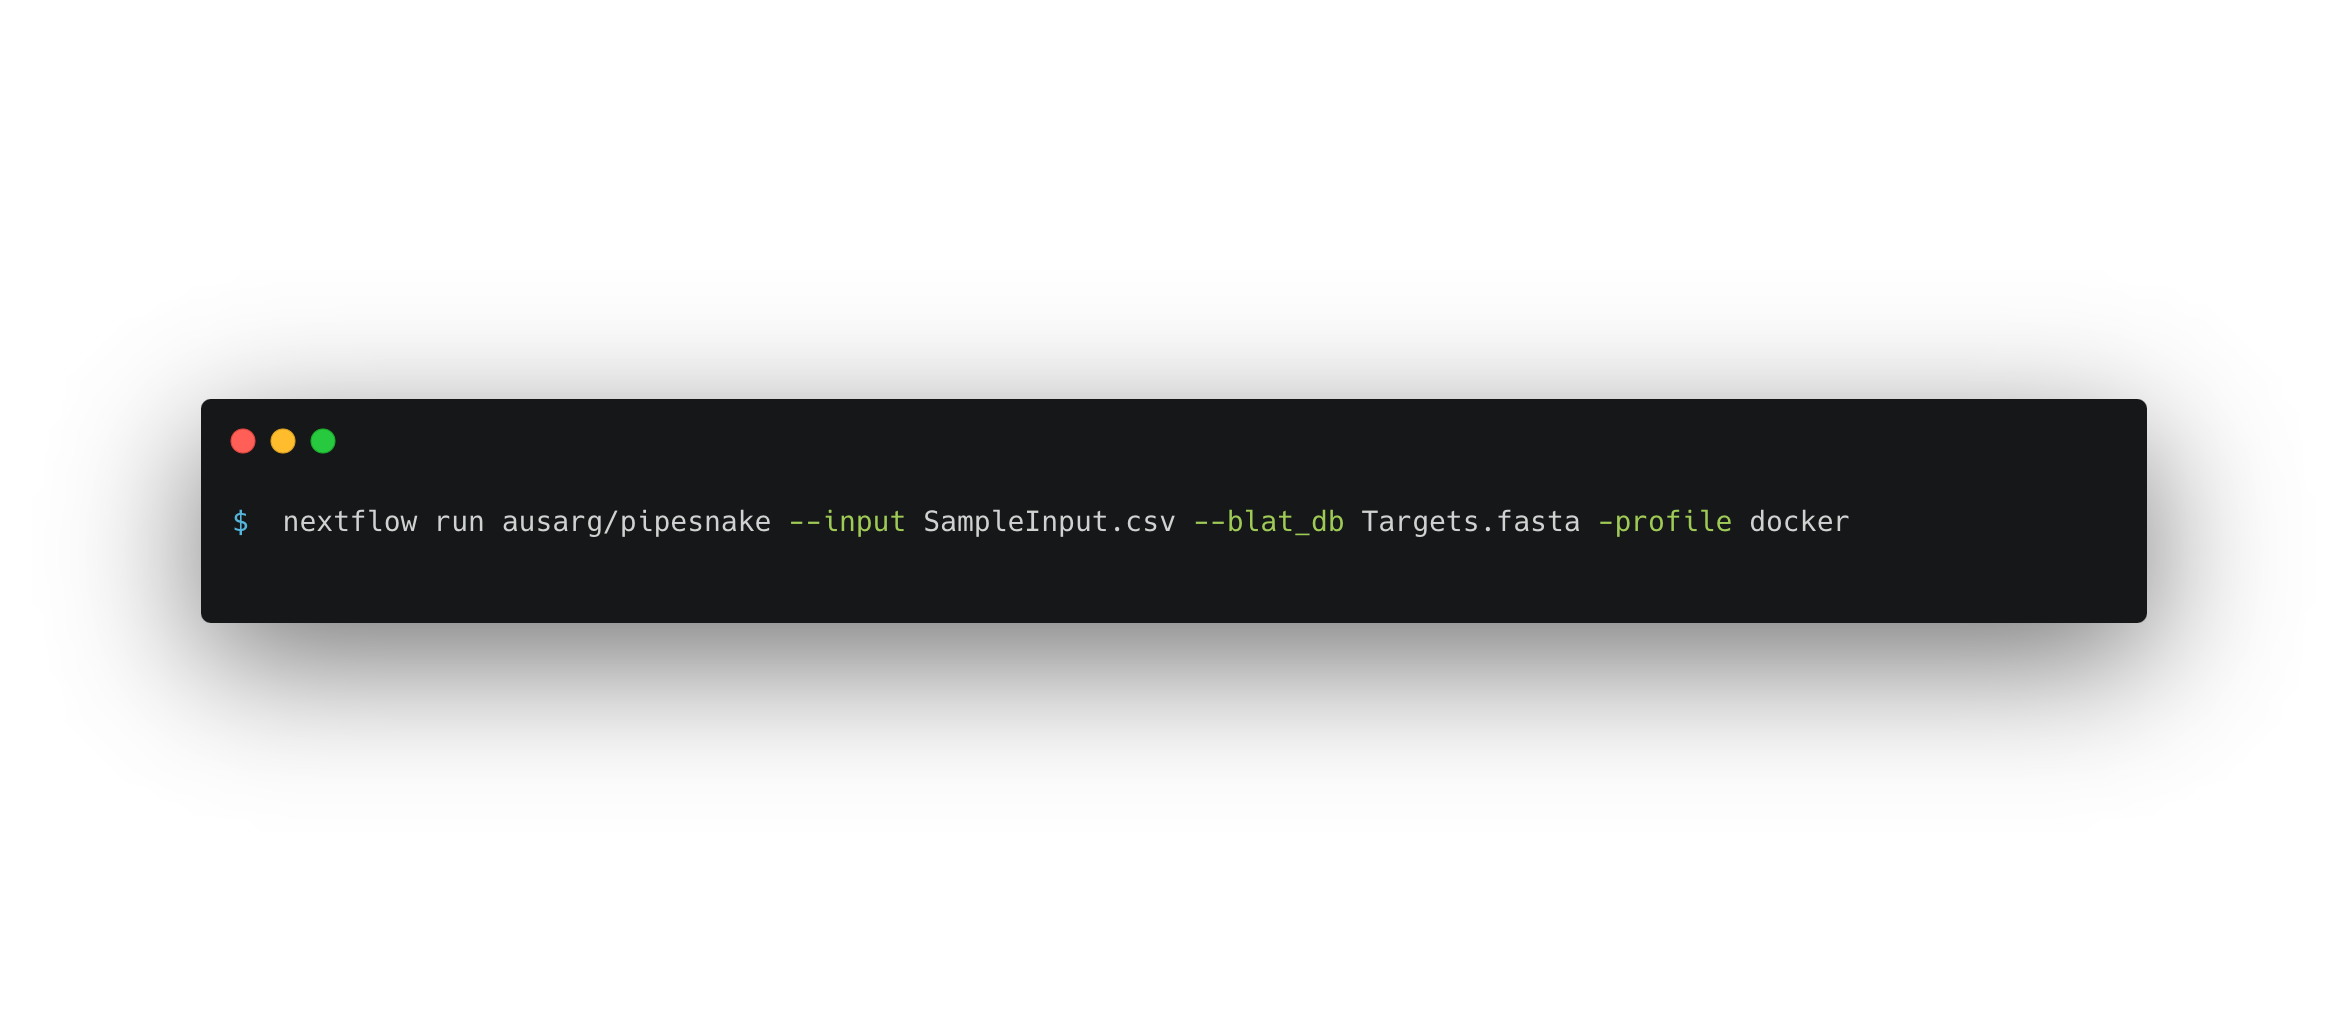 $ nextflow run ausarg/pipesnake --input SampleInput.csv --blat_db Targets.fasta -profile docker